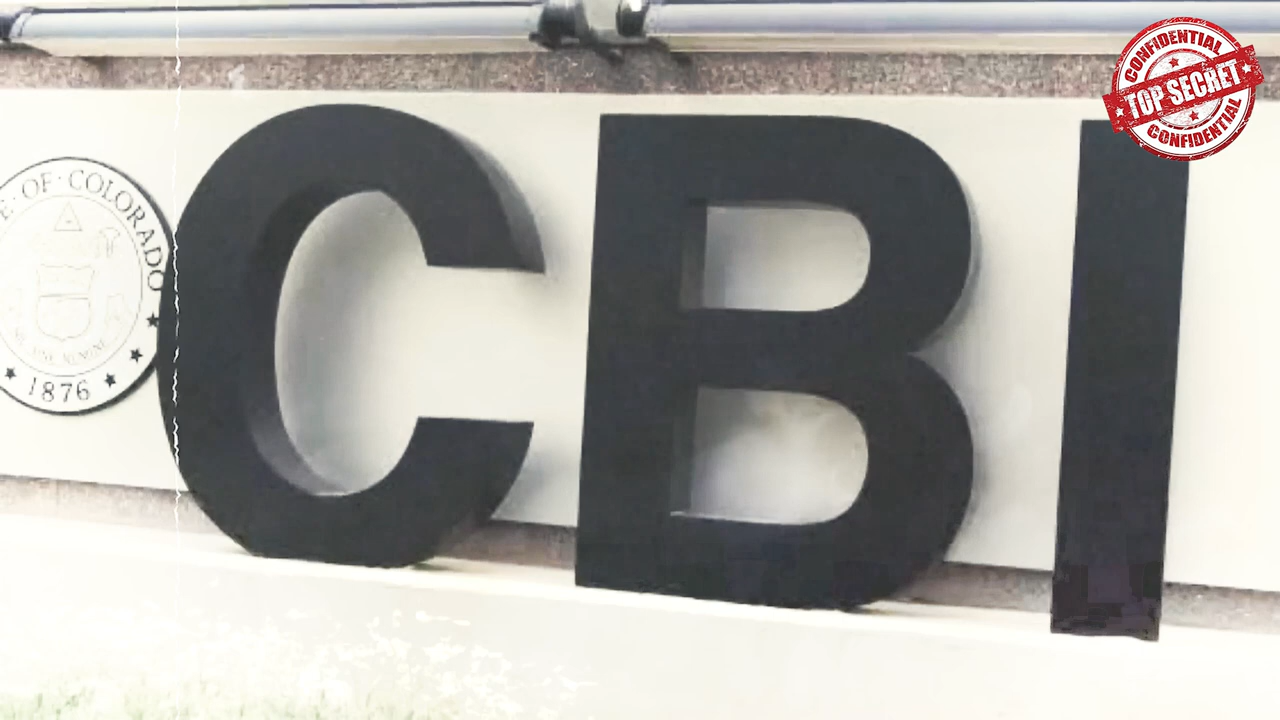 E·OF·COLORADO
1876
CBI
CONFIDENTIAL
TOP SECRET
CONFIDENTIAL